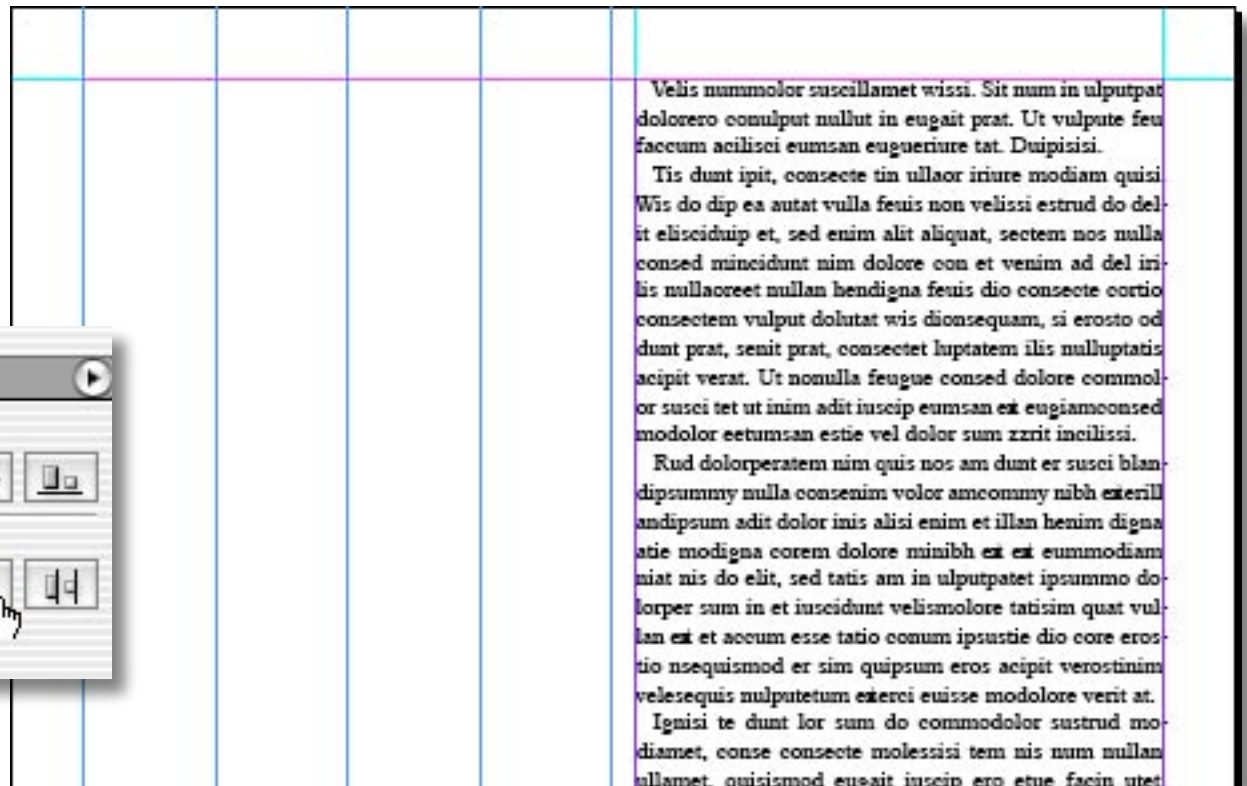 Velis nummolor suscillamet wissi. Sit num in ulputpat
dolorero conulput nullut in eugait prat. Ut vulpute feu
faccum acilisci eumsan eugueriure tat. Duipisisi.
Tis dunt ipit, consecte tin ullaor iriure modiam quisi
Wis do dip ea autat vulla feuis non velissi estrud do del-
it elisciduip et, sed enim alit aliquat, sectem nos nulla
consed mincidunt nim dolore con et venim ad del iri-
lis nullaoreet nullan hendigna feuis dio consecte cortio
consectem vulput dolutat wis dionsequam, si erosto od
dunt prat, senit prat, consectet luptatem ilis nulluptatis
acipit verat. Ut nonulla feugue consed dolore commol-
or susci tet ut inim adit iuscip eumsan eugiamconsed
modolor eetumsan estie vel dolor sum zzrit incilissi.
Rud dolorperatem nim quis nos am dunt er susci blan-
dipsummy nulla consenim volor amcommy nibh
andipsum adit dolor inis alisi enim et illan henim digna
atie modigna corem dolore minibh eummodiam
niat nis do elit, sed tatis am in ulputpatet ipsummo do-
lorper sum in et iuscidunt velismolore tatisim quat vul-
lan et accum esse tatio conum ipsustie dio core eros-
tio nsequismod er sim quipsum eros acipit verostinim
velesequis nulputetum euisse modolore verit at.
Ignisi te dunt lor sum do commodolor sustrud mo-
diamet, conse consecte molessisi tem nis num nullan
ullamet, quisismod eugait iuscip ero etue facin utet